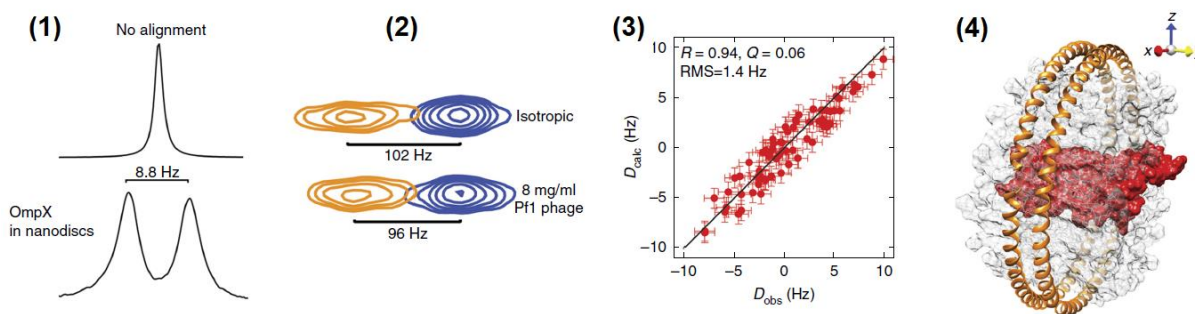 (1)
No alignment
8.8 Hz
OmpX
in nanodiscs
(2)
Isotropic
102 Hz
8 mg/ml
Pf1 phage
96 Hz
(3)
R = 0.94, Q = 0.06
RMS=1.4 Hz
10
5
0
−5
−10
Dcalc (Hz)
−10 −5 0 5 10
Dobs (Hz)
(4)
z
x